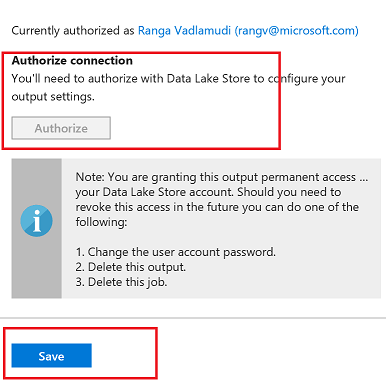 Currently authorized as Ranga Vadlamudi (rangv@microsoft.com)
Authorize connection
You'll need to authorize with Data Lake Store to configure your
output settings.
Authorize
Note: You are granting this output permanent access ...
your Data Lake Store account. Should you need to
revoke this access in the future you can do one of the
following:
1. Change the user account password.
2. Delete this output.
3. Delete this job.
Save